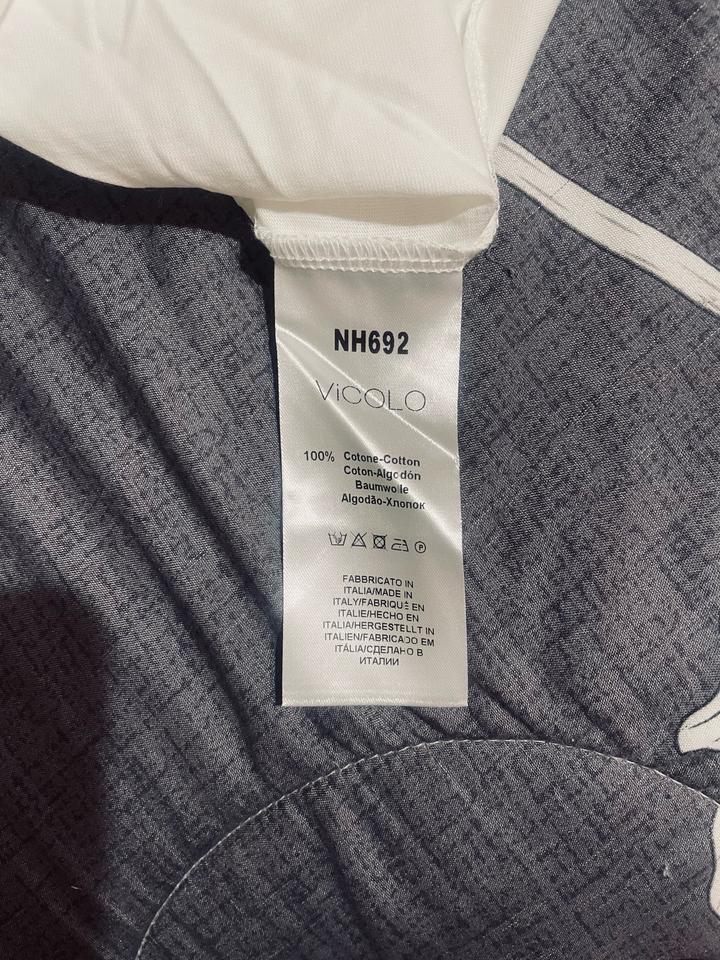 NH692
ViCOLO
100% Cotone-Cotton
Coton-Algodón
Baumwolle
Algodão-Хлопок
P
FABBRICATO IN
ITALIA/MADE IN
ITALY/FABRIQUÉ EN
ITALIE/HECHO EN
ITALIA/HERGESTELLT IN
ITALIEN/FABRICADO EM
ITÁLIA/СДЕЛАНО В
ИТАЛИИ